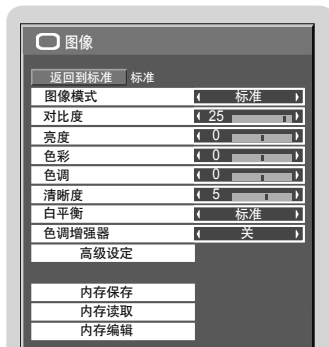 图像
返回到标准 标准
图像模式 标准
对比度 25
亮度 0
色彩 0
色调 0
清晰度 5
白平衡 标准
色调增强器 关
高级设定
内存保存
内存读取
内存编辑